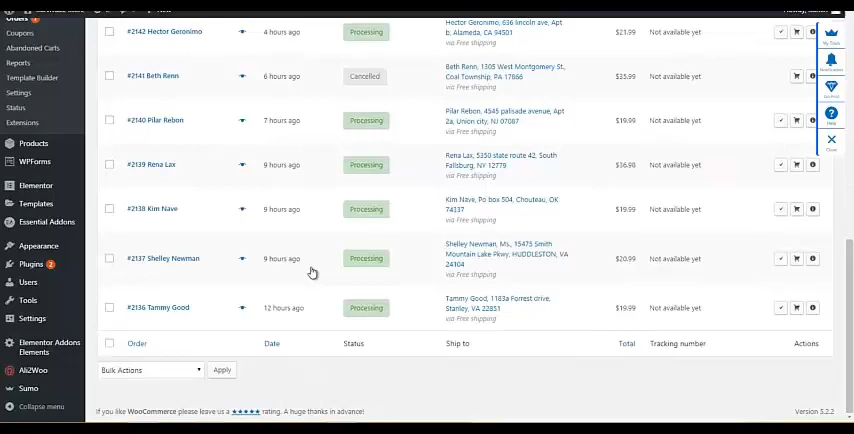 Orders
Coupons
Abandoned Carts
Reports
Template Builder
Settings
Status
Extensions
Products
WPForms
Elementor
Templates
Essential Addons
Appearance
Plugins 2
Users
Tools
Settings
Elementor Addons
Elements
Ali2Woo
Sumo
Collapse menu
#2142 Hector Geronimo
4 hours ago
Processing
Hector Geronimo, 636 lincoln ave, Apt
b, Alameda, CA 94501
via Free shipping
$21.99
Not available yet
#2141 Beth Renn
6 hours ago
Cancelled
Beth Renn, 1305 West Montgomery St.,
Coal Township, PA 17866
via Free shipping
$35.99
Not available yet
#2140 Pilar Rebon
7 hours ago
Processing
Pilar Rebon, 4545 palisade avenue, Apt
2a, Union city, NJ 07087
via Free shipping
$19.99
Not available yet
#2139 Rena Lax
9 hours ago
Processing
Rena Lax, 5350 state route 42, South
Fallsburg, NY 12779
via Free shipping
$36.98
Not available yet
#2138 Kim Nave
9 hours ago
Processing
Kim Nave, Po box 504, Chouteau, OK
74337
via Free shipping
$19.99
Not available yet
#2137 Shelley Newman
9 hours ago
Processing
Shelley Newman, Ms., 15475 Smith
Mountain Lake Pkwy, HUDDLESTON, VA
24104
via Free shipping
$20.99
Not available yet
#2136 Tammy Good
12 hours ago
Processing
Tammy Good, 1183a Forrest drive,
Stanley, VA 22851
via Free shipping
$19.99
Not available yet
Order
Date
Status
Ship to
Total
Tracking number
Actions
Bulk Actions
Apply
If you like WooCommerce please leave us a ★★★★★ rating. A huge thanks in advance!
Version 5.2.2
My Tools
Notifications
Go Pro!
Help
Close